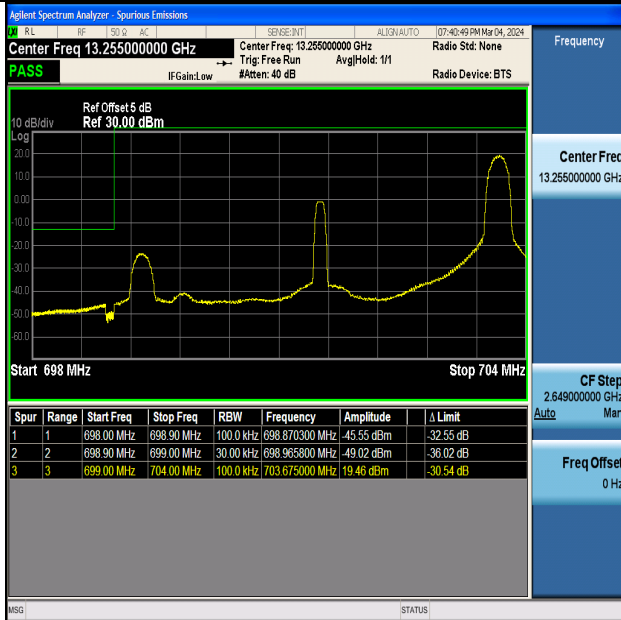 Agilent Spectrum Analyzer - Spurious Emissions
LXI RL RF 50 Ω AC SENSE:INT ALIGN AUTO 07:40:49 PM Mar 04, 2024
Center Freq 13.255000000 GHz
Center Freq: 13.255000000 GHz
Radio Std: None
Trig: Free Run Avg|Hold: 1/1
PASS
IFGain:Low
#Atten: 40 dB
Radio Device: BTS
Ref Offset 5 dB
10 dB/div Ref 30.00 dBm
Log
20.0
10.0
0.00
-10.0
-20.0
-30.0
-40.0
-50.0
-60.0
Start 698 MHz Stop 704 MHz
Spur Range Start Freq Stop Freq RBW Frequency Amplitude Δ Limit
1 1 698.00 MHz 698.90 MHz 100.0 kHz 698.870300 MHz -45.55 dBm -32.55 dB
2 2 698.90 MHz 699.00 MHz 30.00 kHz 698.965800 MHz -49.02 dBm -36.02 dB
3 3 699.00 MHz 704.00 MHz 100.0 kHz 703.675000 MHz 19.46 dBm -30.54 dB
MSG STATUS
Frequency
Center Freq
13.255000000 GHz
CF Step
2.649000000 GHz
Auto Man
Freq Offset
0 Hz